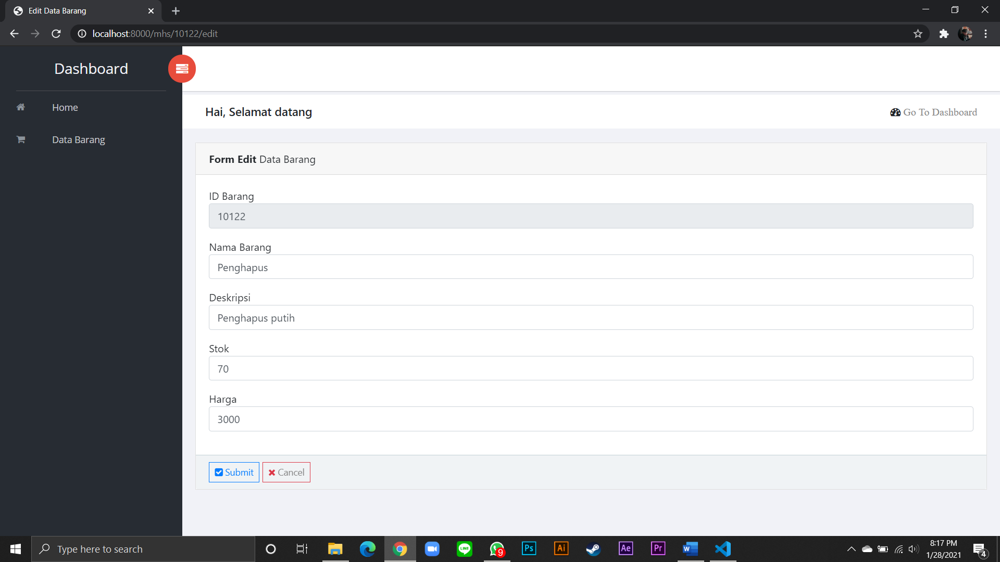 Edit Data Barang
localhost:8000/mhs/10122/edit
Dashboard
Home
Data Barang
Hai, Selamat datang
Go To Dashboard
Form Edit Data Barang
ID Barang
10122
Nama Barang
Penghapus
Deskripsi
Penghapus putih
Stok
70
Harga
3000
Submit
Cancel
Type here to search
LINE
9
Ps
Ai
Ae
Pr
W
8:17 PM
1/28/2021
4